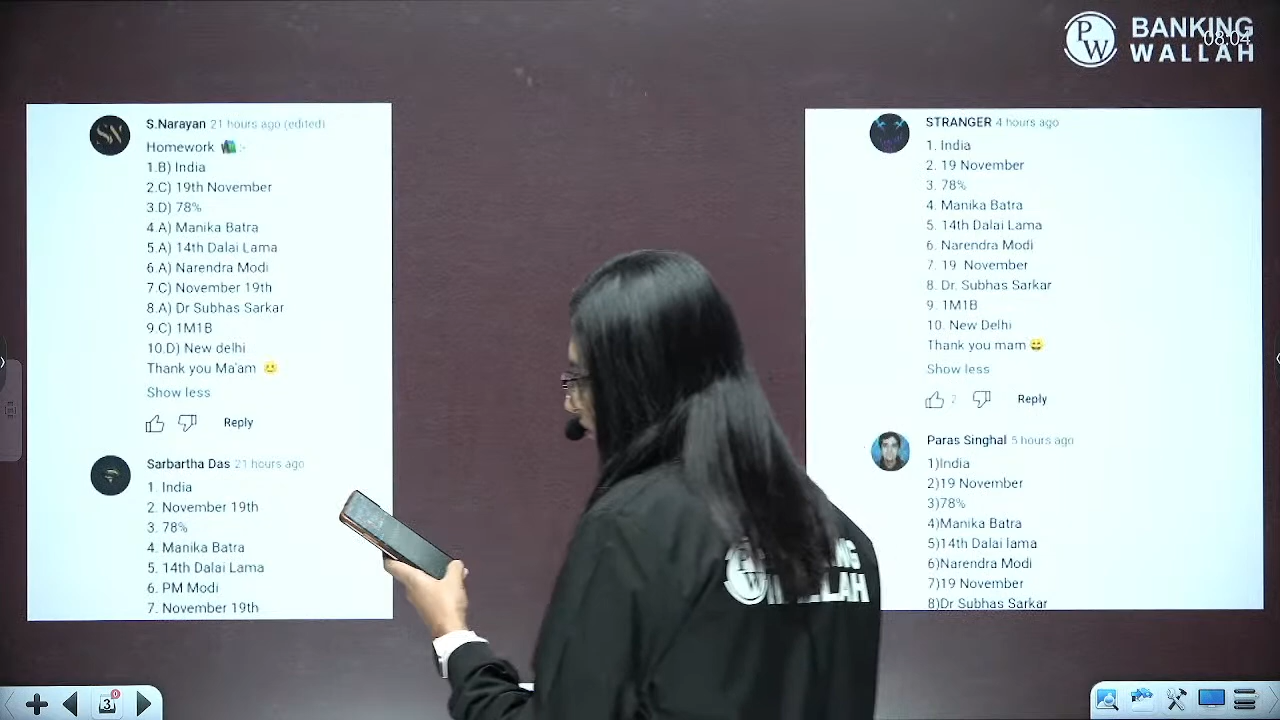 PW
BANKING
WALLAH
08:04
S.Narayan 21 hours ago (edited)
Homework
1.B) India
2.C) 19th November
3.D) 78%
4.A) Manika Batra
5.A) 14th Dalai Lama
6.A) Narendra Modi
7.C) November 19th
8.A) Dr Subhas Sarkar
9.C) 1M1B
10.D) New delhi
Thank you Ma'am
Show less
Reply
Sarbartha Das 21 hours ago
1. India
2. November 19th
3. 78%
4. Manika Batra
5. 14th Dalai Lama
6. PM Modi
7. November 19th
STRANGER 4 hours ago
1. India
2. 19 November
3. 78%
4. Manika Batra
5. 14th Dalai Lama
6. Narendra Modi
7. 19 November
8. Dr. Subhas Sarkar
9. 1M1B
10. New Delhi
Thank you mam
Show less
2 Reply
Paras Singhal 5 hours ago
1)India
2)19 November
3)78%
4)Manika Batra
5)14th Dalai lama
6)Narendra Modi
7)19 November
8)Dr Subhas Sarkar
PW
WALLAH
3
0